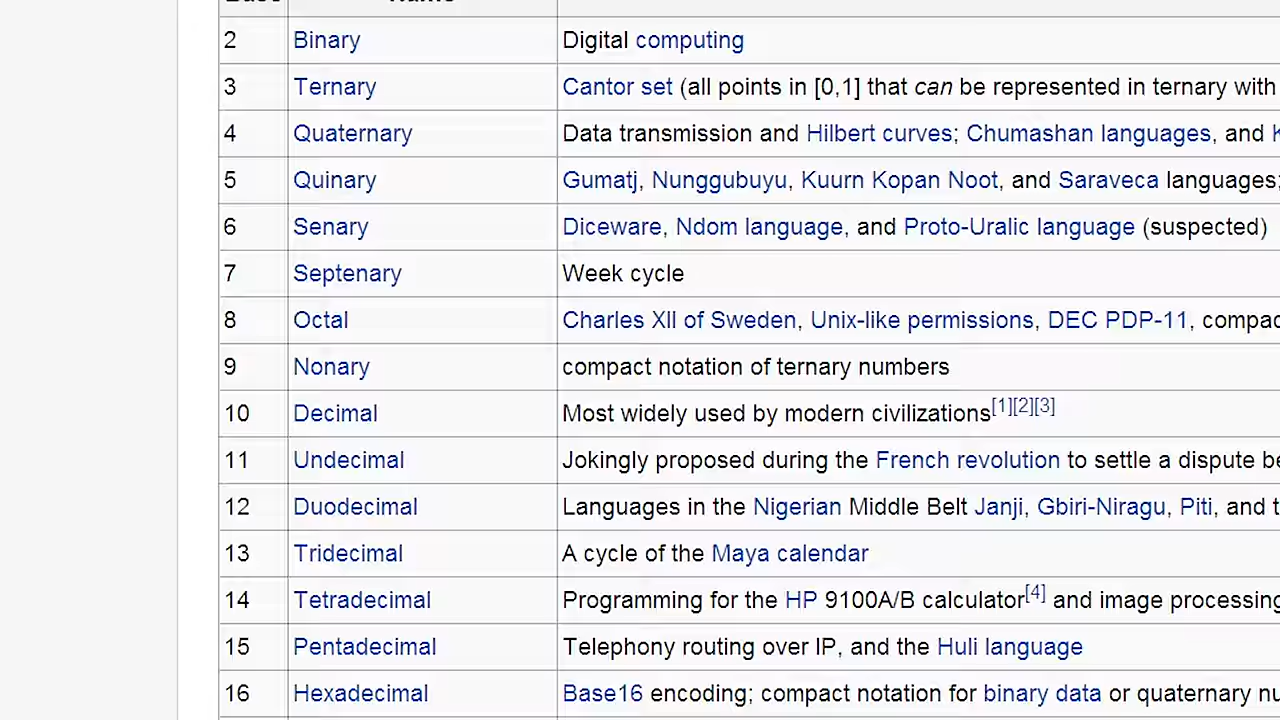 2 Binary Digital computing
3 Ternary Cantor set (all points in [0,1] that can be represented in ternary with
4 Quaternary Data transmission and Hilbert curves; Chumashan languages, and
5 Quinary Gumatj, Nunggubuyu, Kuurn Kopan Noot, and Saraveca languages;
6 Senary Diceware, Ndom language, and Proto-Uralic language (suspected)
7 Septenary Week cycle
8 Octal Charles XII of Sweden, Unix-like permissions, DEC PDP-11, compac
9 Nonary compact notation of ternary numbers
10 Decimal Most widely used by modern civilizations[1][2][3]
11 Undecimal Jokingly proposed during the French revolution to settle a dispute be
12 Duodecimal Languages in the Nigerian Middle Belt Janji, Gbiri-Niragu, Piti, and t
13 Tridecimal A cycle of the Maya calendar
14 Tetradecimal Programming for the HP 9100A/B calculator[4] and image processing
15 Pentadecimal Telephony routing over IP, and the Huli language
16 Hexadecimal Base16 encoding; compact notation for binary data or quaternary nu